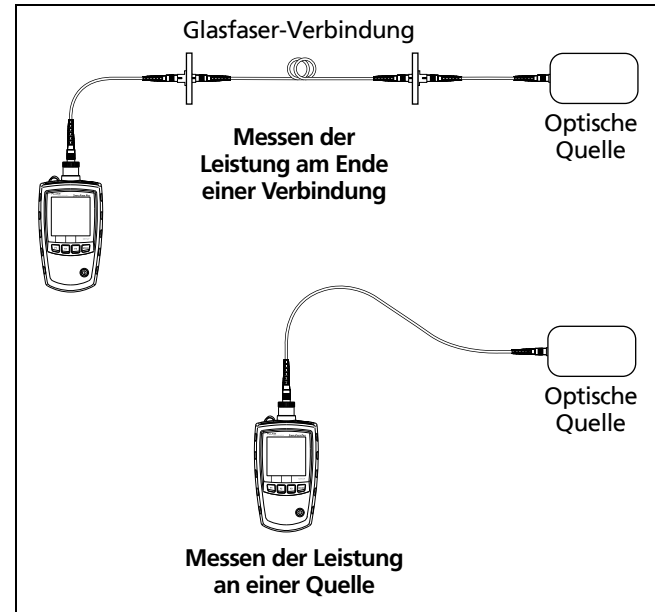 Glasfaser-Verbindung
Optische
Quelle
Messen der
Leistung am Ende
einer Verbindung
Optische
Quelle
Messen der Leistung
an einer Quelle